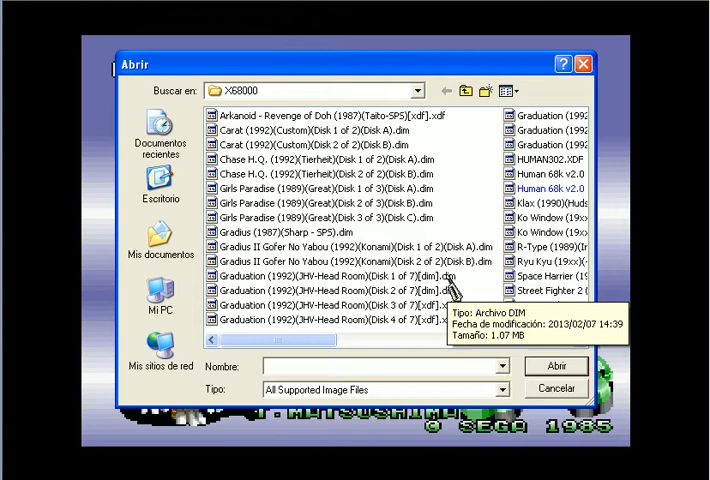 Abrir
Buscar en:
X68000
Documentos
recientes
Escritorio
Mis documentos
Mi PC
Mis sitios de red
Arkanoid - Revenge of Doh (1987)(Taito-SPS)[xdf].xdf
Carat (1992)(Custom)(Disk 1 of 2)(Disk A).dim
Carat (1992)(Custom)(Disk 2 of 2)(Disk B).dim
Chase H.Q. (1992)(Tierheit)(Disk 1 of 2)(Disk A).dim
Chase H.Q. (1992)(Tierheit)(Disk 2 of 2)(Disk B).dim
Girls Paradise (1989)(Great)(Disk 1 of 3)(Disk A).dim
Girls Paradise (1989)(Great)(Disk 2 of 3)(Disk B).dim
Girls Paradise (1989)(Great)(Disk 3 of 3)(Disk C).dim
Gradius (1987)(Sharp - SPS).dim
Gradius II Gofer No Yabou (1992)(Konami)(Disk 1 of 2)(Disk A).dim
Gradius II Gofer No Yabou (1992)(Konami)(Disk 2 of 2)(Disk B).dim
Graduation (1992)(JHV-Head Room)(Disk 1 of 7)[dim].dim
Graduation (1992)(JHV-Head Room)(Disk 2 of 7)[dim].di
Graduation (1992)(JHV-Head Room)(Disk 3 of 7)[xdf].x
Graduation (1992)(JHV-Head Room)(Disk 4 of 7)[xdf].x
Graduation (1992
Graduation (1992
Graduation (1992
HUMAN302.XDF
Human 68k v2.0
Human 68k v2.0
Klax (1990)(Huds
Ko Window (19xx
Ko Window (19xx
R-Type (1989)(I
Ryu Kyu (19xx)(
Space Harrier (19
Street Fighter 2 (
Tipo: Archivo DIM
Fecha de modificación: 2013/02/07 14:39
Tamaño: 1.07 MB
Nombre:
Abrir
Tipo:
All Supported Image Files
Cancelar
T.MATSUSHIMA
© SEGA 1985